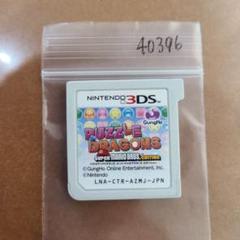 40396
NINTENDO 3DS
GungHo
PUZZLE & DRAGONS
SUPER MARIO BROS. EDITION
©GungHo Online Entertainment, Inc.
©Nintendo
LNA-CTR-AZMJ-JPN